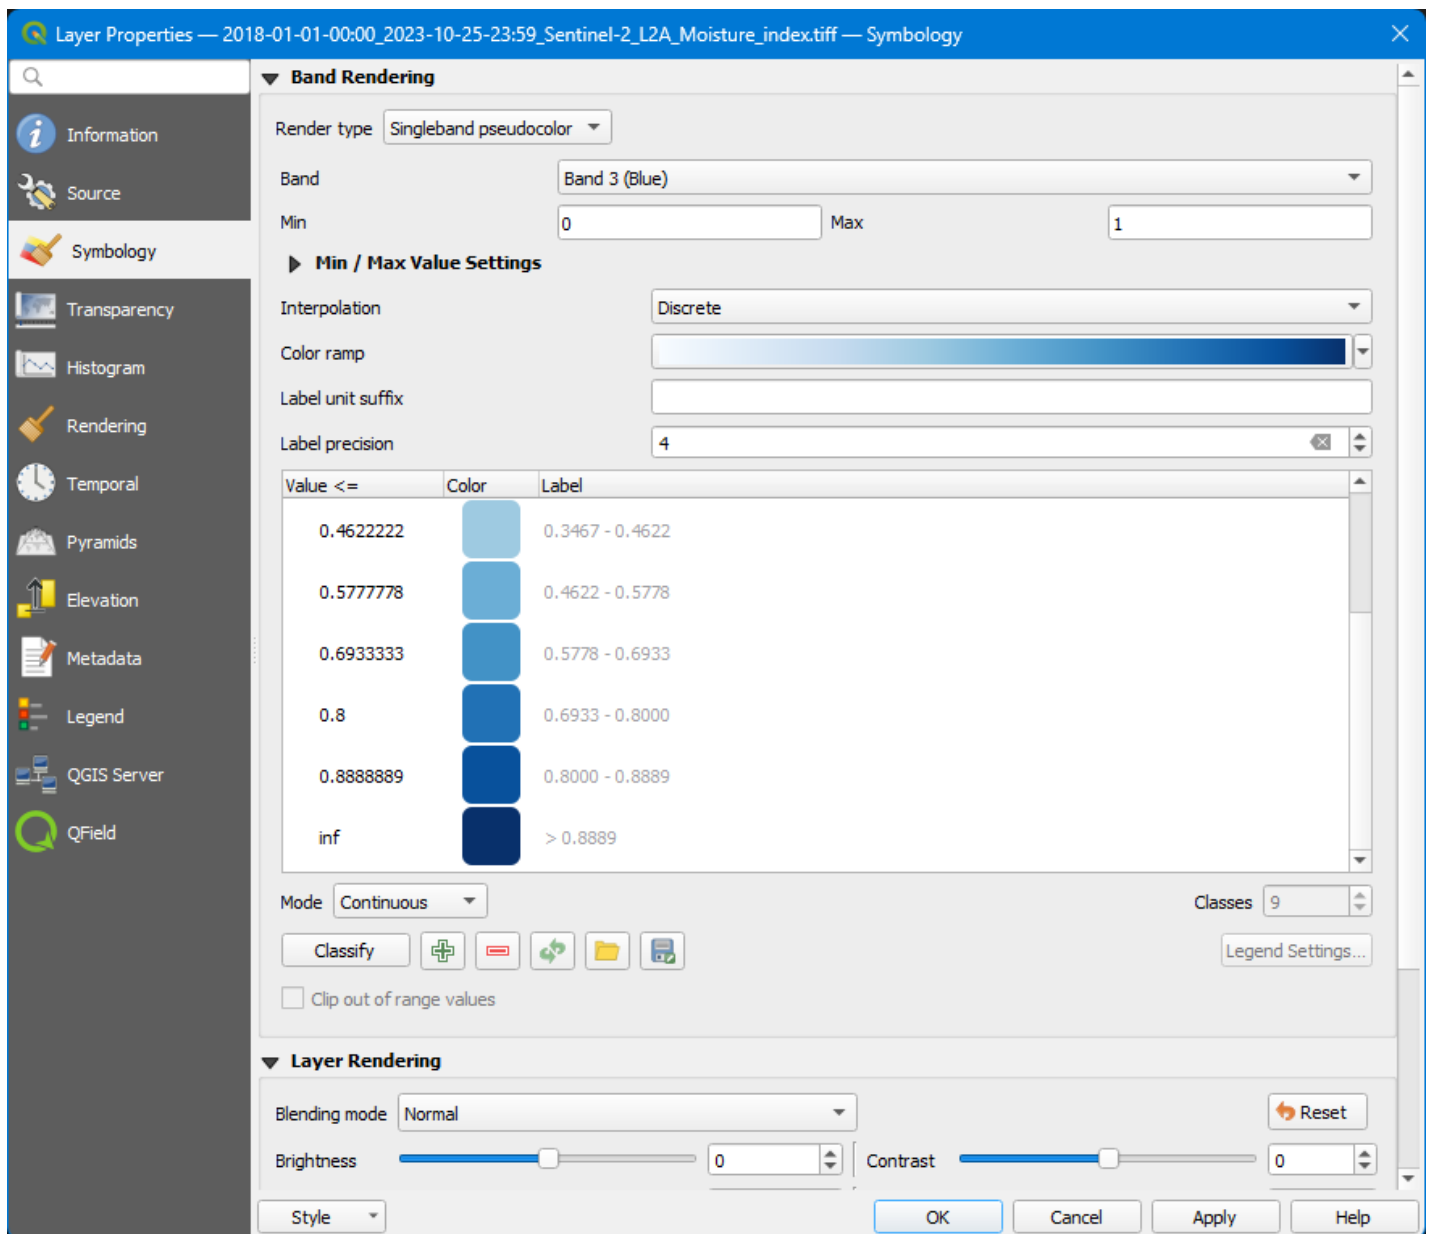 Layer Properties — 2018-01-01-00:00_2023-10-25-23:59_Sentinel-2_L2A_Moisture_index.tiff — Symbology
Information
Source
Symbology
Transparency
Histogram
Rendering
Temporal
Pyramids
Elevation
Metadata
Legend
QGIS Server
QField
Band Rendering
Render type Singleband pseudocolor
Band Band 3 (Blue)
Min 0 Max 1
Min / Max Value Settings
Interpolation Discrete
Color ramp
Label unit suffix
Label precision 4
Value <= Color Label
0.4622222 0.3467 - 0.4622
0.5777778 0.4622 - 0.5778
0.6933333 0.5778 - 0.6933
0.8 0.6933 - 0.8000
0.8888889 0.8000 - 0.8889
inf > 0.8889
Mode Continuous Classes 9
Classify Legend Settings...
Clip out of range values
Layer Rendering
Blending mode Normal Reset
Brightness 0 Contrast 0
Style OK Cancel Apply Help